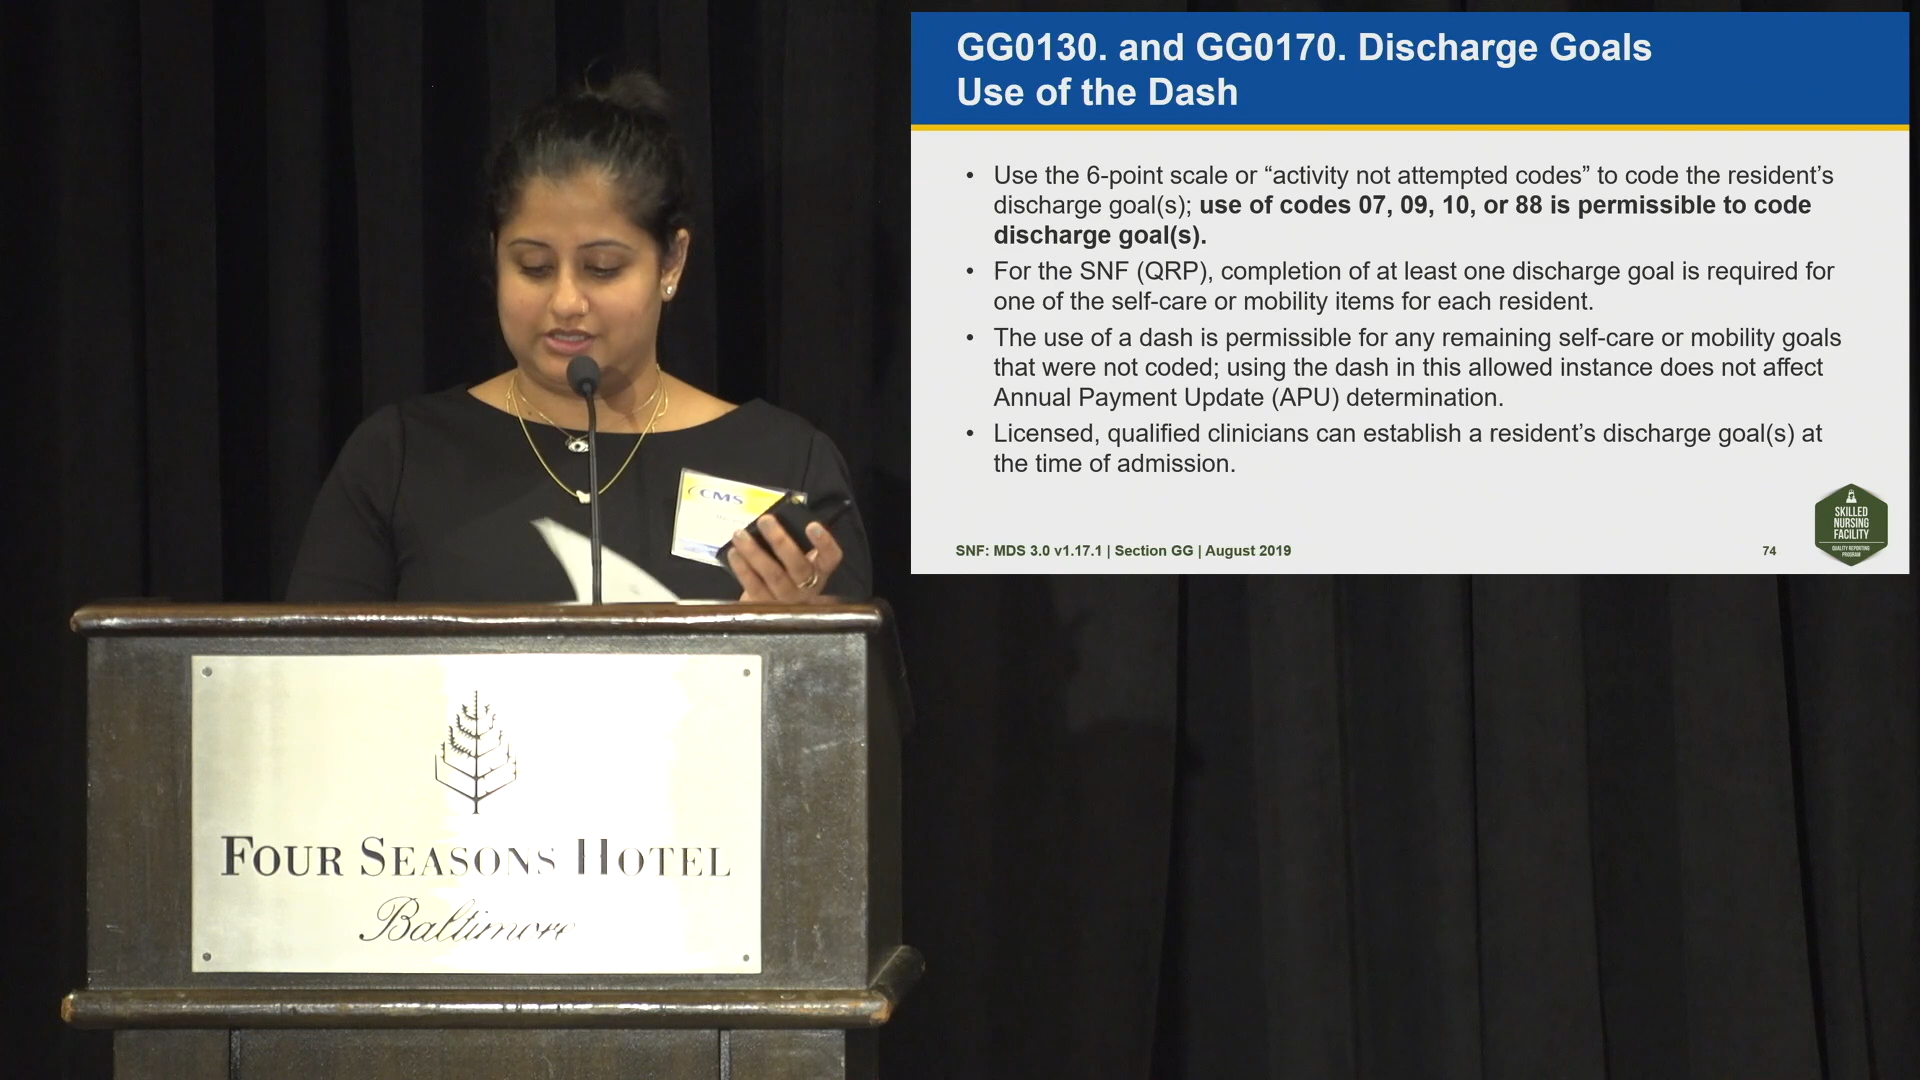 GG0130. and GG0170. Discharge Goals
Use of the Dash
• Use the 6-point scale or “activity not attempted codes” to code the resident’s
discharge goal(s); use of codes 07, 09, 10, or 88 is permissible to code
discharge goal(s).
• For the SNF (QRP), completion of at least one discharge goal is required for
one of the self-care or mobility items for each resident.
• The use of a dash is permissible for any remaining self-care or mobility goals
that were not coded; using the dash in this allowed instance does not affect
Annual Payment Update (APU) determination.
• Licensed, qualified clinicians can establish a resident’s discharge goal(s) at
the time of admission.
SNF: MDS 3.0 v1.17.1 | Section GG | August 2019
74
SKILLED
NURSING
FACILITY
QUALITY REPORTING
PROGRAM
CMS
FOUR SEASONS HOTEL
Baltimore